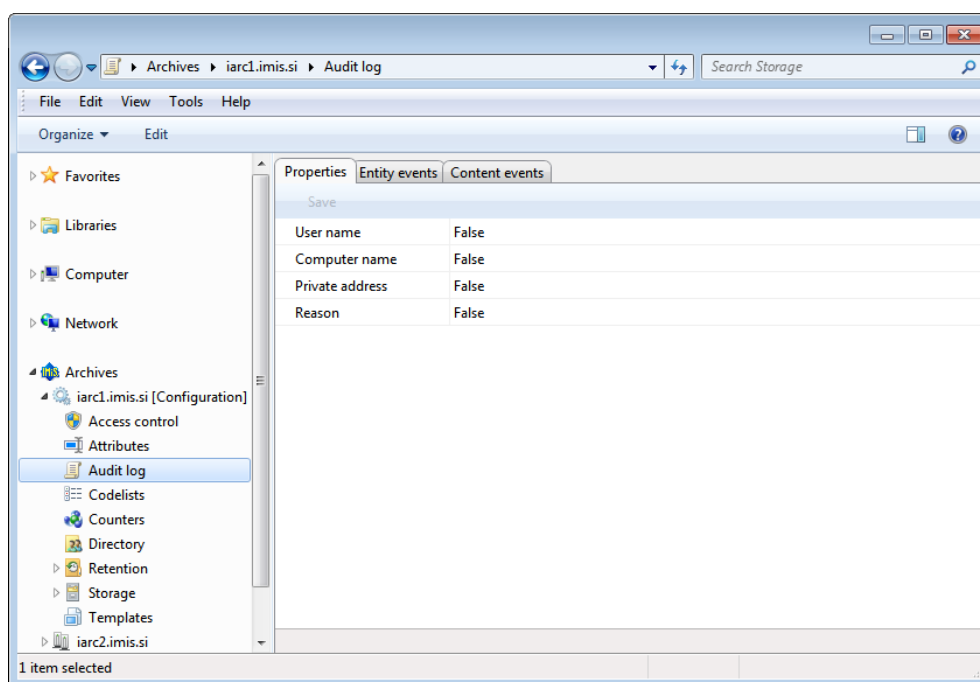 Archives iarc1.imis.si Audit log
Search Storage
File Edit View Tools Help
Organize Edit
Favorites
Libraries
Computer
Network
Archives
iarc1.imis.si [Configuration]
Access control
Attributes
Audit log
Codelists
Counters
Directory
Retention
Storage
Templates
iarc2.imis.si
Properties Entity events Content events
Save
User name False
Computer name False
Private address False
Reason False
1 item selected